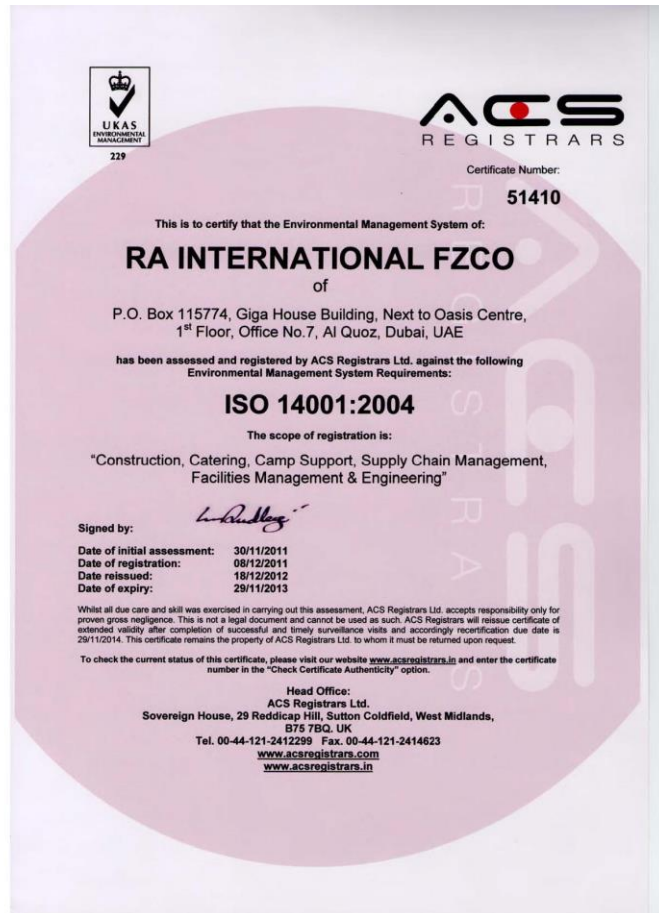 UKAS
ENVIRONMENTAL
MANAGEMENT
229
ACS
REGISTRARS
Certificate Number:
51410
This is to certify that the Environmental Management System of:
RA INTERNATIONAL FZCO
of
P.O. Box 115774, Giga House Building, Next to Oasis Centre,
1st Floor, Office No.7, Al Quoz, Dubai, UAE
has been assessed and registered by ACS Registrars Ltd. against the following
Environmental Management System Requirements:
ISO 14001:2004
The scope of registration is:
“Construction, Catering, Camp Support, Supply Chain Management,
Facilities Management & Engineering”
Signed by:
Date of initial assessment: 30/11/2011
Date of registration: 08/12/2011
Date reissued: 18/12/2012
Date of expiry: 29/11/2013
Whilst all due care and skill was exercised in carrying out this assessment, ACS Registrars Ltd. accepts responsibility only for
proven gross negligence. This is not a legal document and cannot be used as such. ACS Registrars will reissue certificate of
extended validity after completion of successful and timely surveillance visits and accordingly recertification due date is
29/11/2014. This certificate remains the property of ACS Registrars Ltd. to whom it must be returned upon request.
To check the current status of this certificate, please visit our website www.acsregistrars.in and enter the certificate
number in the "Check Certificate Authenticity" option.
Head Office:
ACS Registrars Ltd.
Sovereign House, 29 Reddicap Hill, Sutton Coldfield, West Midlands,
B75 7BQ. UK
Tel. 00-44-121-2412299 Fax. 00-44-121-2414623
www.acsregistrars.com
www.acsregistrars.in
ACS
REGISTRARS